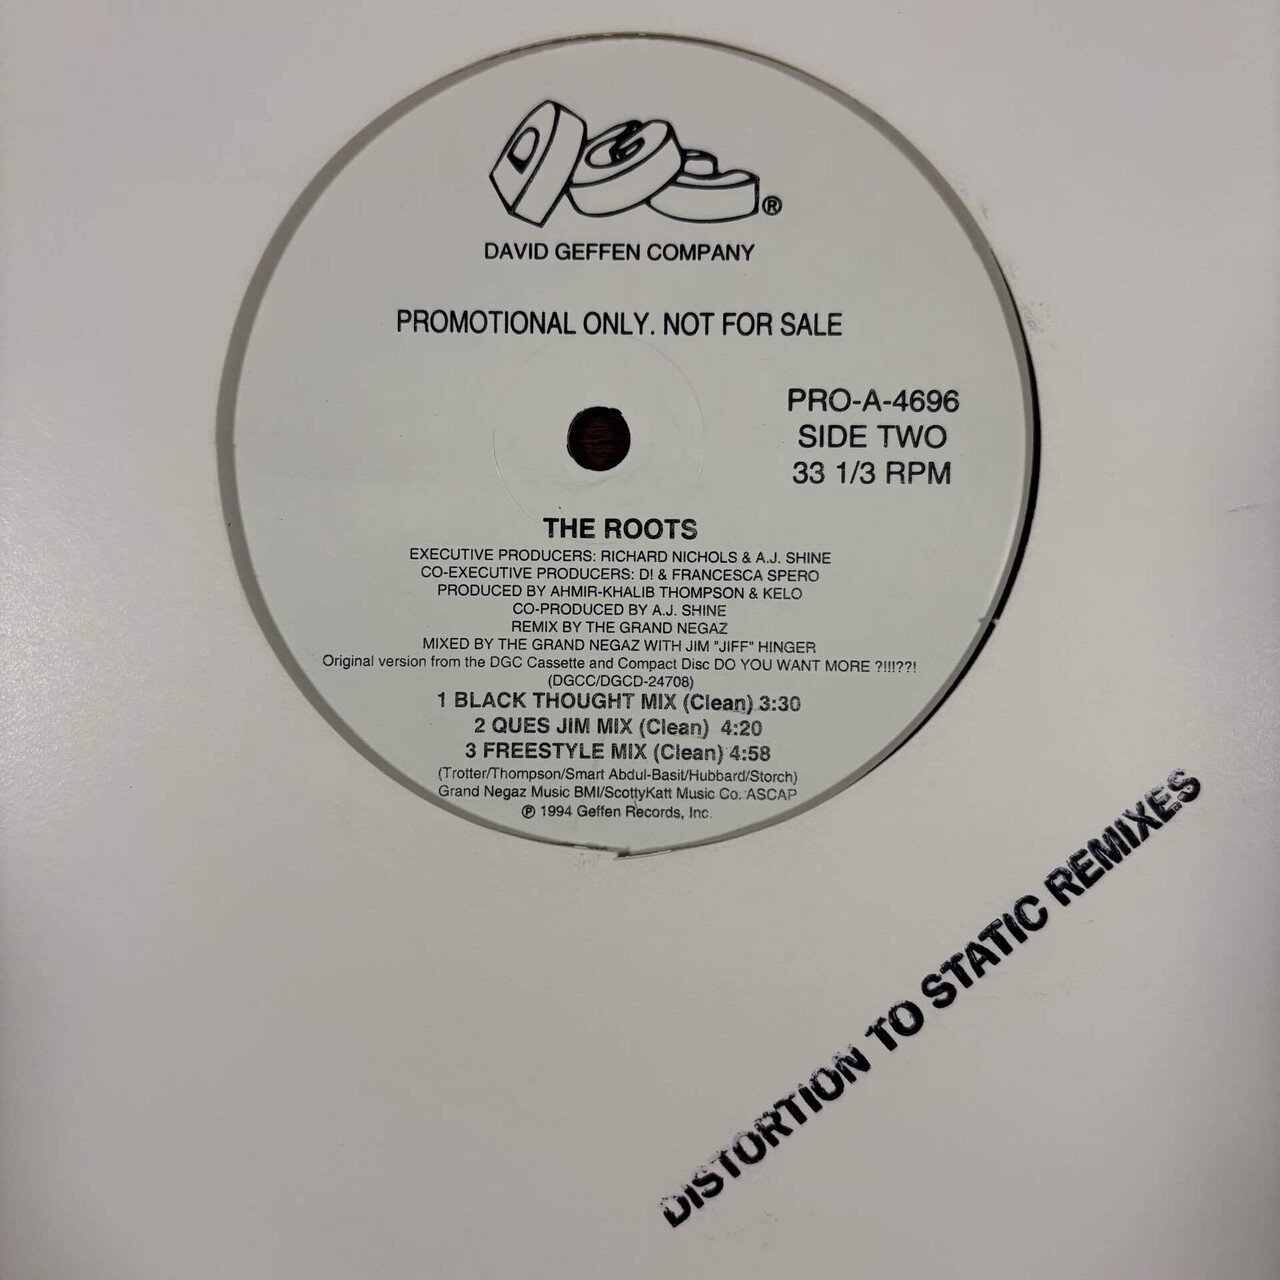 DGC®
DAVID GEFFEN COMPANY
PROMOTIONAL ONLY. NOT FOR SALE
PRO-A-4696
SIDE TWO
33 1/3 RPM
THE ROOTS
EXECUTIVE PRODUCERS: RICHARD NICHOLS & A.J. SHINE
CO-EXECUTIVE PRODUCERS: D! & FRANCESCA SPERO
PRODUCED BY AHMIR-KHALIB THOMPSON & KELO
CO-PRODUCED BY A.J. SHINE
REMIX BY THE GRAND NEGAZ
MIXED BY THE GRAND NEGAZ WITH JIM "JIFF" HINGER
Original version from the DGC Cassette and Compact Disc DO YOU WANT MORE ?!!!??!
(DGCC/DGCD-24708)
1 BLACK THOUGHT MIX (Clean) 3:30
2 QUES JIM MIX (Clean) 4:20
3 FREESTYLE MIX (Clean) 4:58
(Trotter/Thompson/Smart Abdul-Basit/Hubbard/Storch)
Grand Negaz Music BMI/ScottyKatt Music Co. ASCAP
℗ 1994 Geffen Records, Inc.
DISTORTION TO STATIC REMIXES